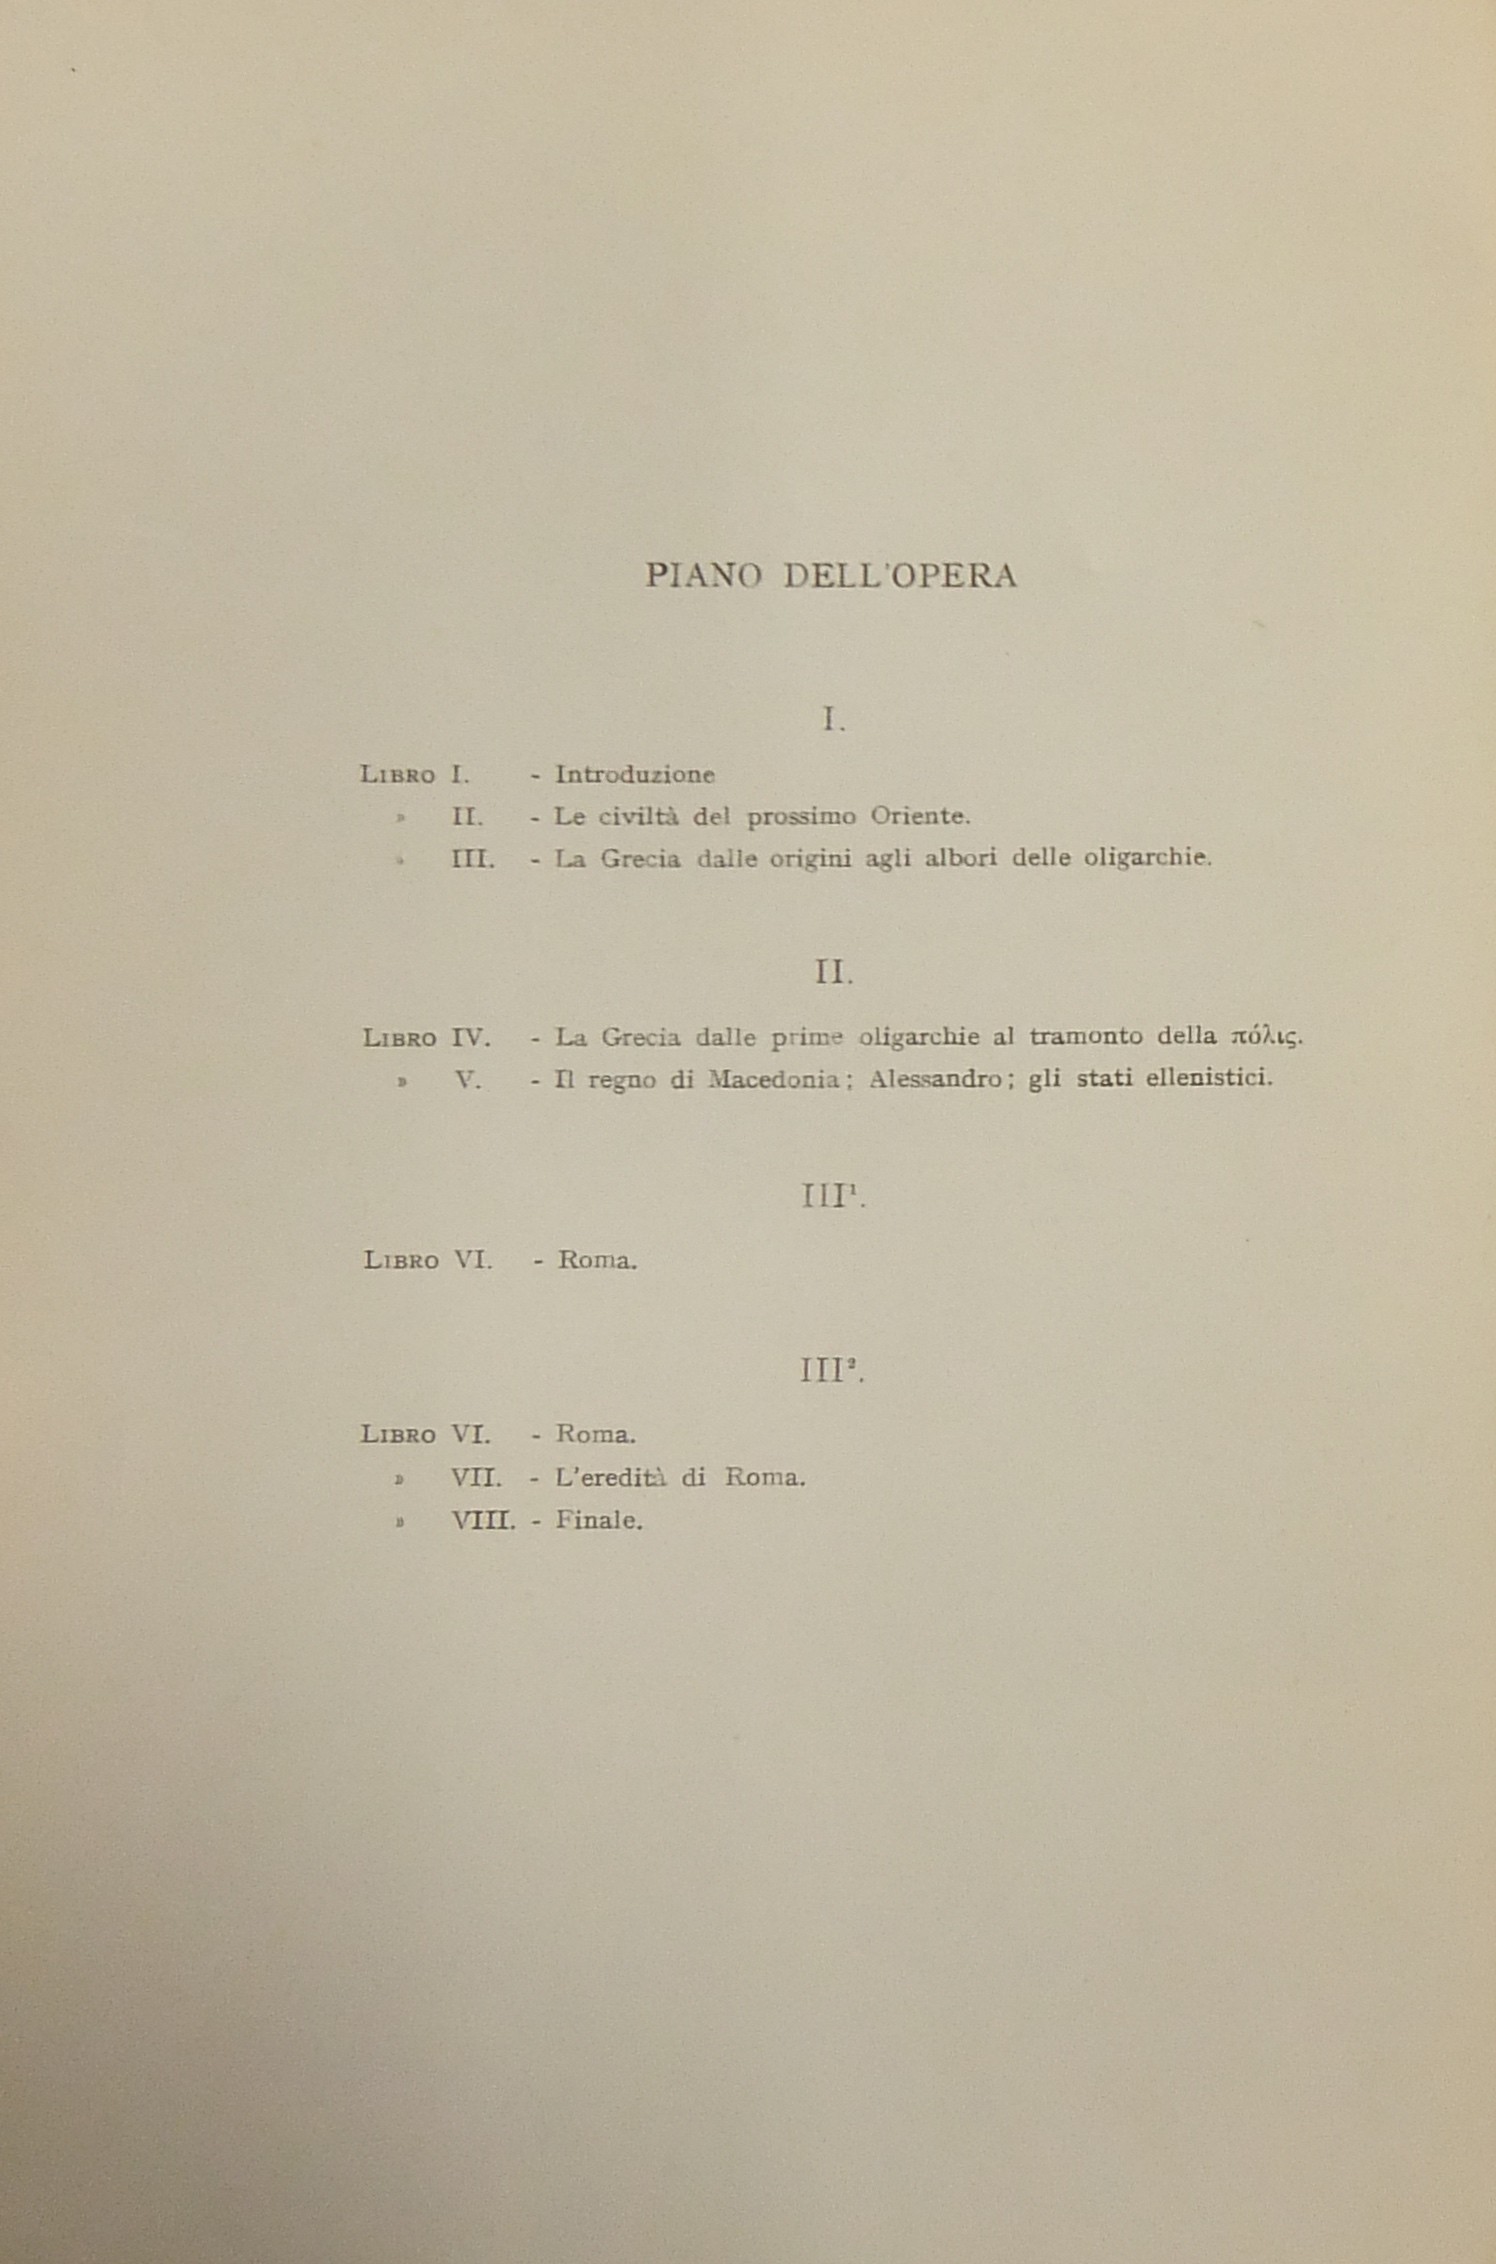 PIANO DELL'OPERA
I.
LIBRO I. - Introduzione
» II. - Le civiltà del prossimo Oriente.
» III. - La Grecia dalle origini agli albori delle oligarchie.
II.
LIBRO IV. - La Grecia dalle prime oligarchie al tramonto della πόλις.
» V. - Il regno di Macedonia; Alessandro; gli stati ellenistici.
III¹.
LIBRO VI. - Roma.
III².
LIBRO VI. - Roma.
» VII. - L'eredità di Roma.
» VIII. - Finale.